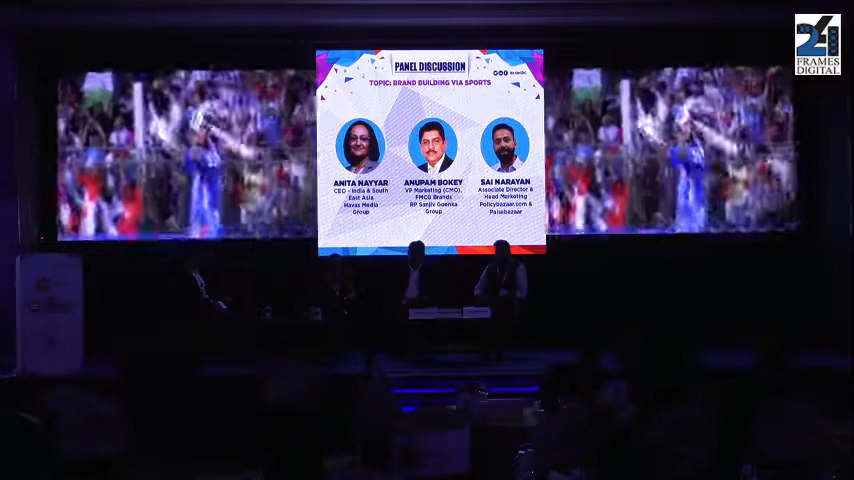 PANEL DISCUSSION
TOPIC: BRAND BUILDING VIA SPORTS
ANITA NAYYAR
CEO - India & South
East Asia
Havas Media
Group
ANUPAM BOKEY
VP Marketing (CMO),
FMCG Brands
RP Sanjiv Goenka
Group
SAI NARAYAN
Associate Director &
Head Marketing
Policybazaar.com &
Paisabazaar
24
FRAMES
DIGITAL